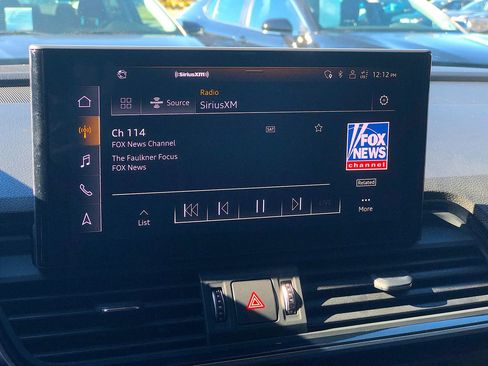 SiriusXM
12:12 PM
Radio
Source
SiriusXM
Ch 114
FOX News Channel
SAT
The Faulkner Focus
FOX News
FOX
NEWS
channel
Related
List
LIVE
More